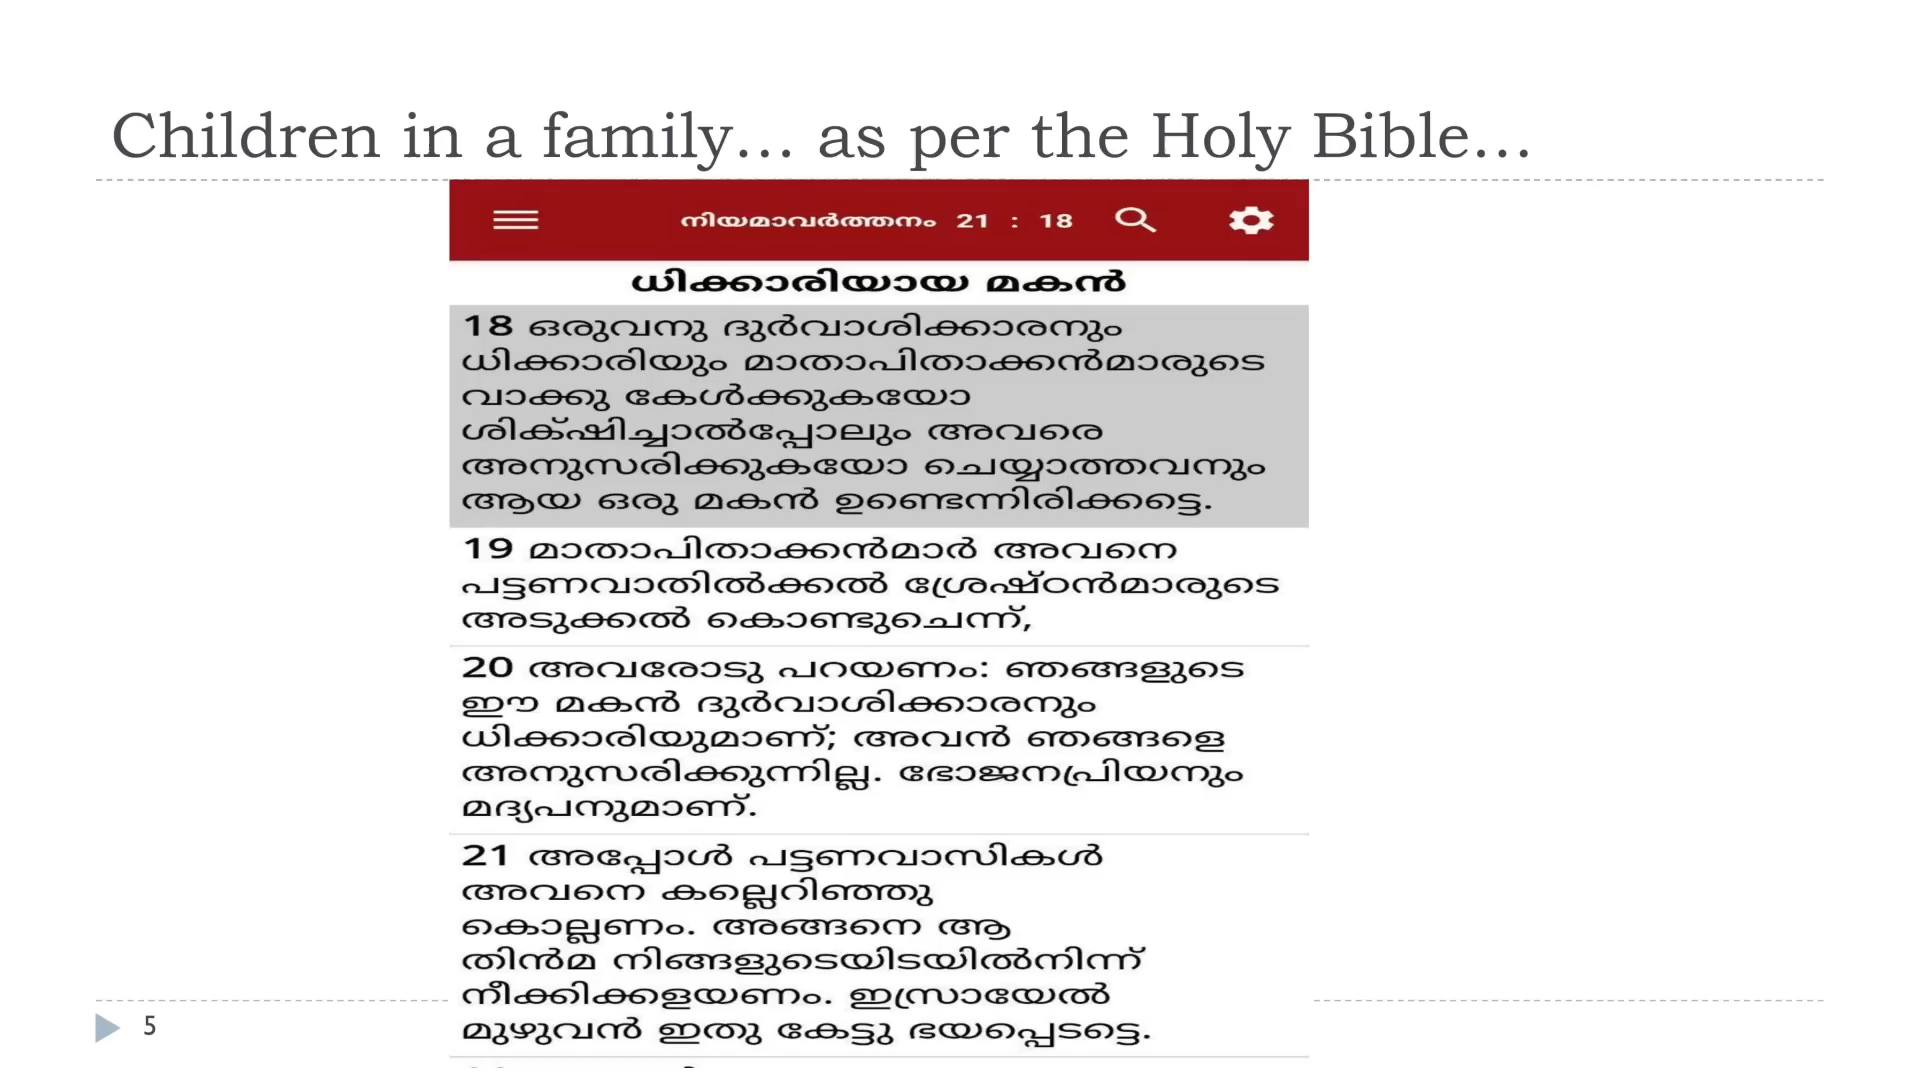 Children in a family... as per the Holy Bible...
നിയമാവർത്തനം 21 : 18
ധിക്കാരിയായ മകൻ
18 ഒരുവനു ദുർവാശിക്കാരനും
ധിക്കാരിയും മാതാപിതാക്കൻമാരുടെ
വാക്കു കേൾക്കുകയോ
ശിക്ഷിച്ചാൽപ്പോലും അവരെ
അനുസരിക്കുകയോ ചെയ്യാത്തവനും
ആയ ഒരു മകൻ ഉണ്ടെന്നിരിക്കട്ടെ.
19 മാതാപിതാക്കൻമാർ അവനെ
പട്ടണവാതിൽക്കൽ ശ്രേഷ്ഠൻമാരുടെ
അടുക്കൽ കൊണ്ടുചെന്ന്,
20 അവരോടു പറയണം: ഞങ്ങളുടെ
ഈ മകൻ ദുർവാശിക്കാരനും
ധിക്കാരിയുമാണ്; അവൻ ഞങ്ങളെ
അനുസരിക്കുന്നില്ല. ഭോജനപ്രിയനും
മദ്യപനുമാണ്.
21 അപ്പോൾ പട്ടണവാസികൾ
അവനെ കല്ലെറിഞ്ഞു
കൊല്ലണം. അങ്ങനെ ആ
തിൻമ നിങ്ങളുടെയിടയിൽനിന്ന്
നീക്കിക്കളയണം. ഇസ്രായേൽ
മുഴുവൻ ഇതു കേട്ടു ഭയപ്പെടട്ടെ.
5